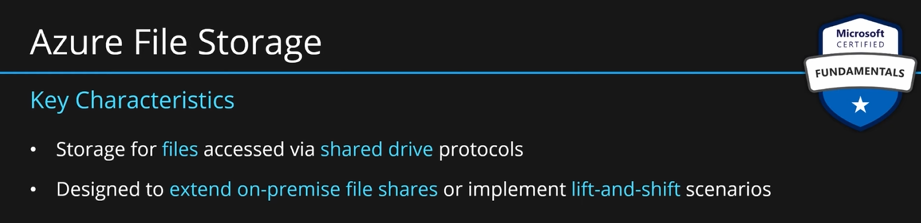 Azure File Storage
Microsoft
CERTIFIED
FUNDAMENTALS
Key Characteristics
• Storage for files accessed via shared drive protocols
• Designed to extend on-premise file shares or implement lift-and-shift scenarios